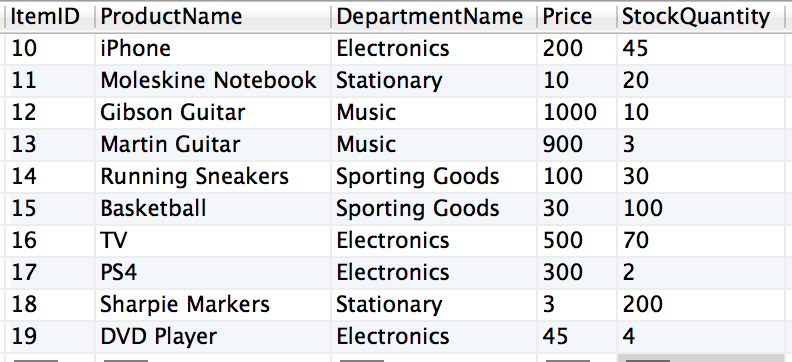 ItemID ProductName DepartmentName Price StockQuantity
10 iPhone Electronics 200 45
11 Moleskine Notebook Stationary 10 20
12 Gibson Guitar Music 1000 10
13 Martin Guitar Music 900 3
14 Running Sneakers Sporting Goods 100 30
15 Basketball Sporting Goods 30 100
16 TV Electronics 500 70
17 PS4 Electronics 300 2
18 Sharpie Markers Stationary 3 200
19 DVD Player Electronics 45 4